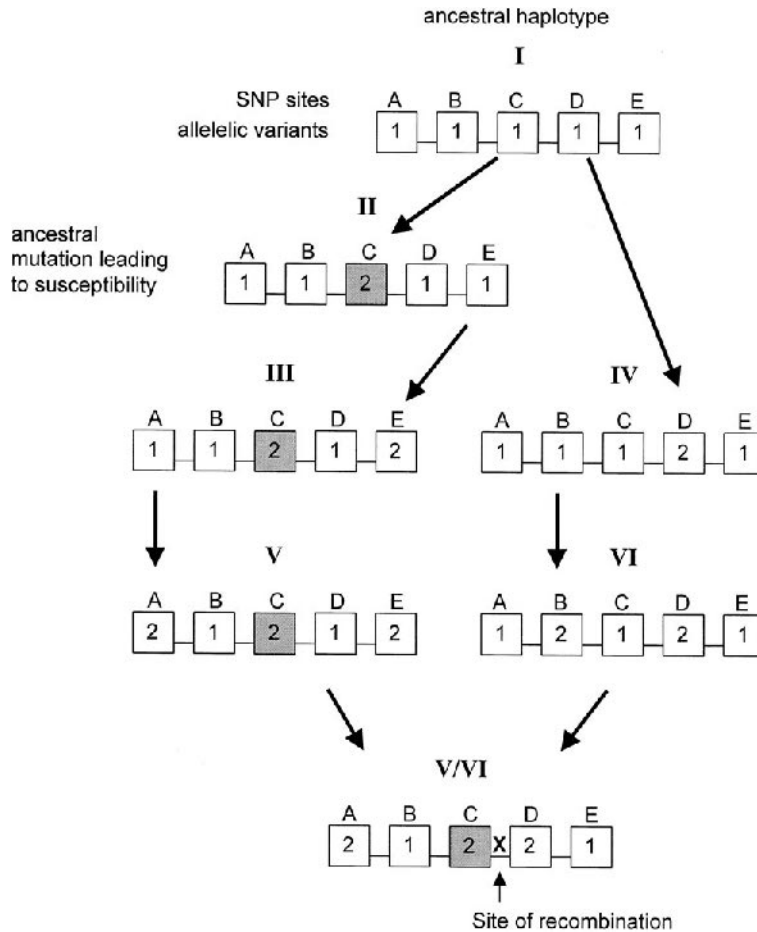 ancestral haplotype
I
SNP sites
A B C D E
allelic variants
1 1 1 1 1
II
ancestral
mutation leading
to susceptibility
A B C D E
1 1 2 1 1
III
IV
A B C D E
1 1 2 1 2
A B C D E
1 1 1 2 1
V
VI
A B C D E
2 1 2 1 2
A B C D E
1 2 1 2 1
V/VI
A B C D E
2 1 2 X 2 1
Site of recombination